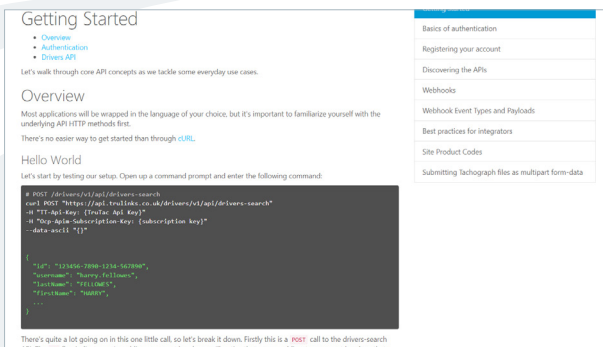 Getting Started
Overview
Authentication
Drivers API
Let's walk through core API concepts as we tackle some everyday use cases.
Overview
Most applications will be wrapped in the language of your choice, but it's important to familiarize yourself with the
underlying API HTTP methods first.
There's no easier way to get started than through cURL.
Hello World
Let's start by testing our setup. Open up a command prompt and enter the following command:
# POST /drivers/v1/api/drivers-search
curl POST "https://api.trulinks.co.uk/drivers/v1/api/drivers-search"
-H "TT-Api-Key: {TruTac Api Key}"
-H "Ocp-Apim-Subscription-Key: {subscription key}"
--data-ascii "{}"
{
"id": "123456-7890-1234-567890",
"username": "harry.fellowes",
"lastName": "FELLOWES",
"firstName": "HARRY",
...
}
There's quite a lot going on in this one little call, so let's break it down. Firstly this is a POST call to the drivers-search
Basics of authentication
Registering your account
Discovering the APIs
Webhooks
Webhook Event Types and Payloads
Best practices for integrators
Site Product Codes
Submitting Tachograph files as multipart form-data